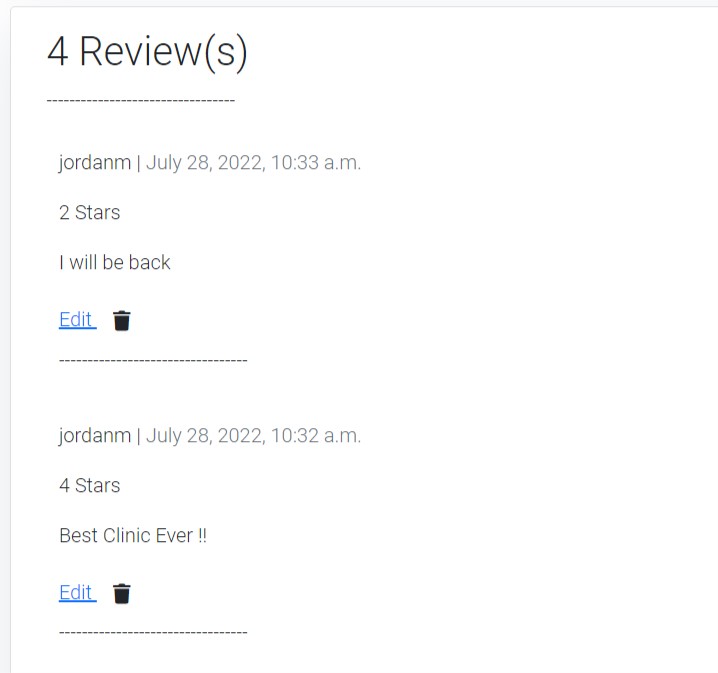 4 Review(s)
---------------------------------
jordanm | July 28, 2022, 10:33 a.m.
2 Stars
I will be back
Edit
---------------------------------
jordanm | July 28, 2022, 10:32 a.m.
4 Stars
Best Clinic Ever !!
Edit
---------------------------------